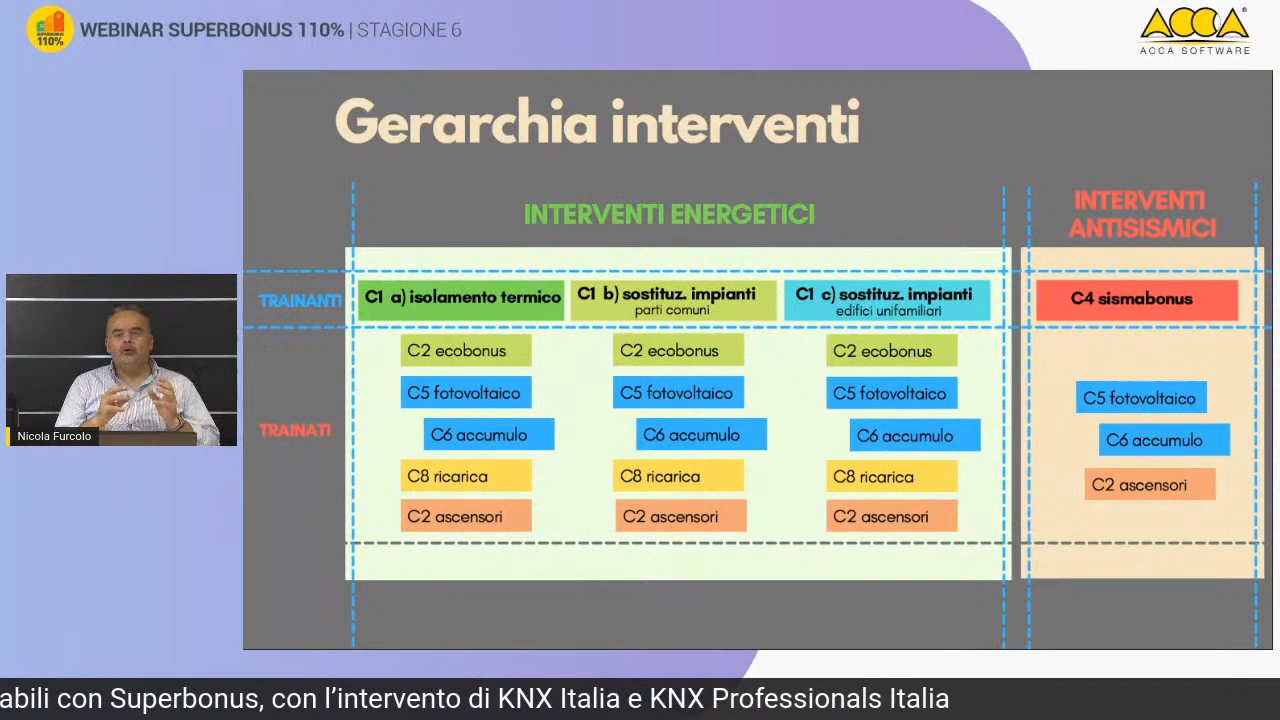 SUPERBONUS
110%
WEBINAR SUPERBONUS 110% | STAGIONE 6
ACCA
ACCA SOFTWARE
Gerarchia interventi
INTERVENTI ENERGETICI
INTERVENTI
ANTISISMICI
TRAINANTI
C1 a) isolamento termico
C1 b) sostituz. impianti
parti comuni
C1 c) sostituz. impianti
edifici unifamiliari
C4 sismabonus
TRAINATI
C2 ecobonus
C5 fotovoltaico
C6 accumulo
C8 ricarica
C2 ascensori
C2 ecobonus
C5 fotovoltaico
C6 accumulo
C8 ricarica
C2 ascensori
C2 ecobonus
C5 fotovoltaico
C6 accumulo
C8 ricarica
C2 ascensori
C5 fotovoltaico
C6 accumulo
C2 ascensori
Nicola Furcolo
abili con Superbonus, con l’intervento di KNX Italia e KNX Professionals Italia